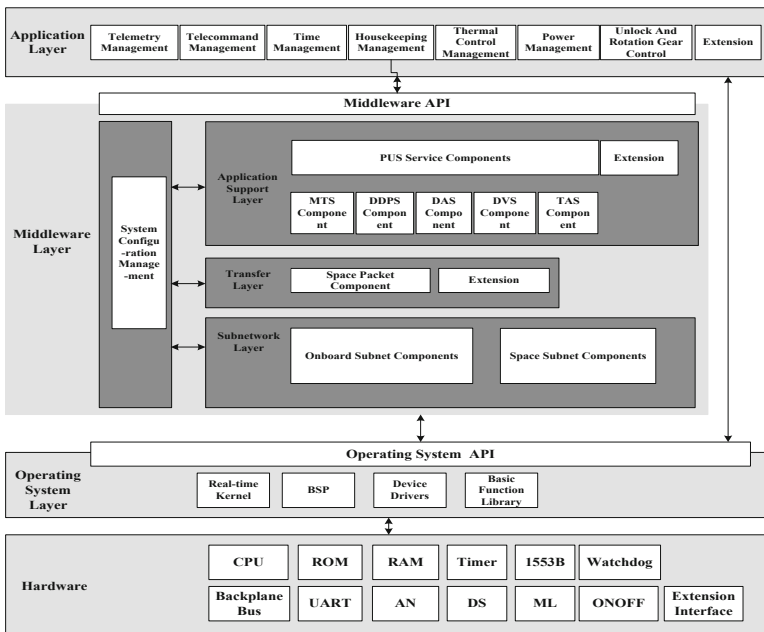 Application
Layer
Telemetry
Management
Telecommand
Management
Time
Management
Housekeeping
Management
Thermal
Control
Management
Power
Management
Unlock And
Rotation Gear
Control
Extension
Middleware API
Middleware
Layer
System
Configu
-ration
Manage
-ment
Application
Support
Layer
PUS Service Components
Extension
MTS
Compone
nt
DDPS
Compon
ent
DAS
Compo
nent
DVS
Compon
ent
TAS
Compon
ent
Transfer
Layer
Space Packet
Component
Extension
Subnetwork
Layer
Onboard Subnet Components
Space Subnet Components
Operating System API
Operating
System
Layer
Real-time
Kernel
BSP
Device
Drivers
Basic
Function
Library
Hardware
CPU
ROM
RAM
Timer
1553B
Watchdog
Backplane
Bus
UART
AN
DS
ML
ONOFF
Extension
Interface